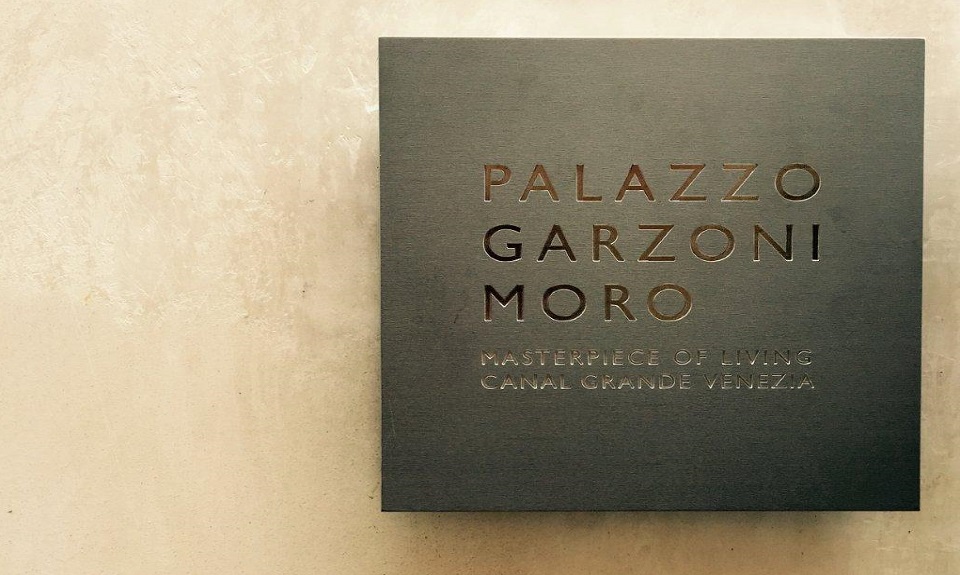 PALAZZO
GARZONI
MORO
MASTERPIECE OF LIVING
CANAL GRANDE VENEZIA